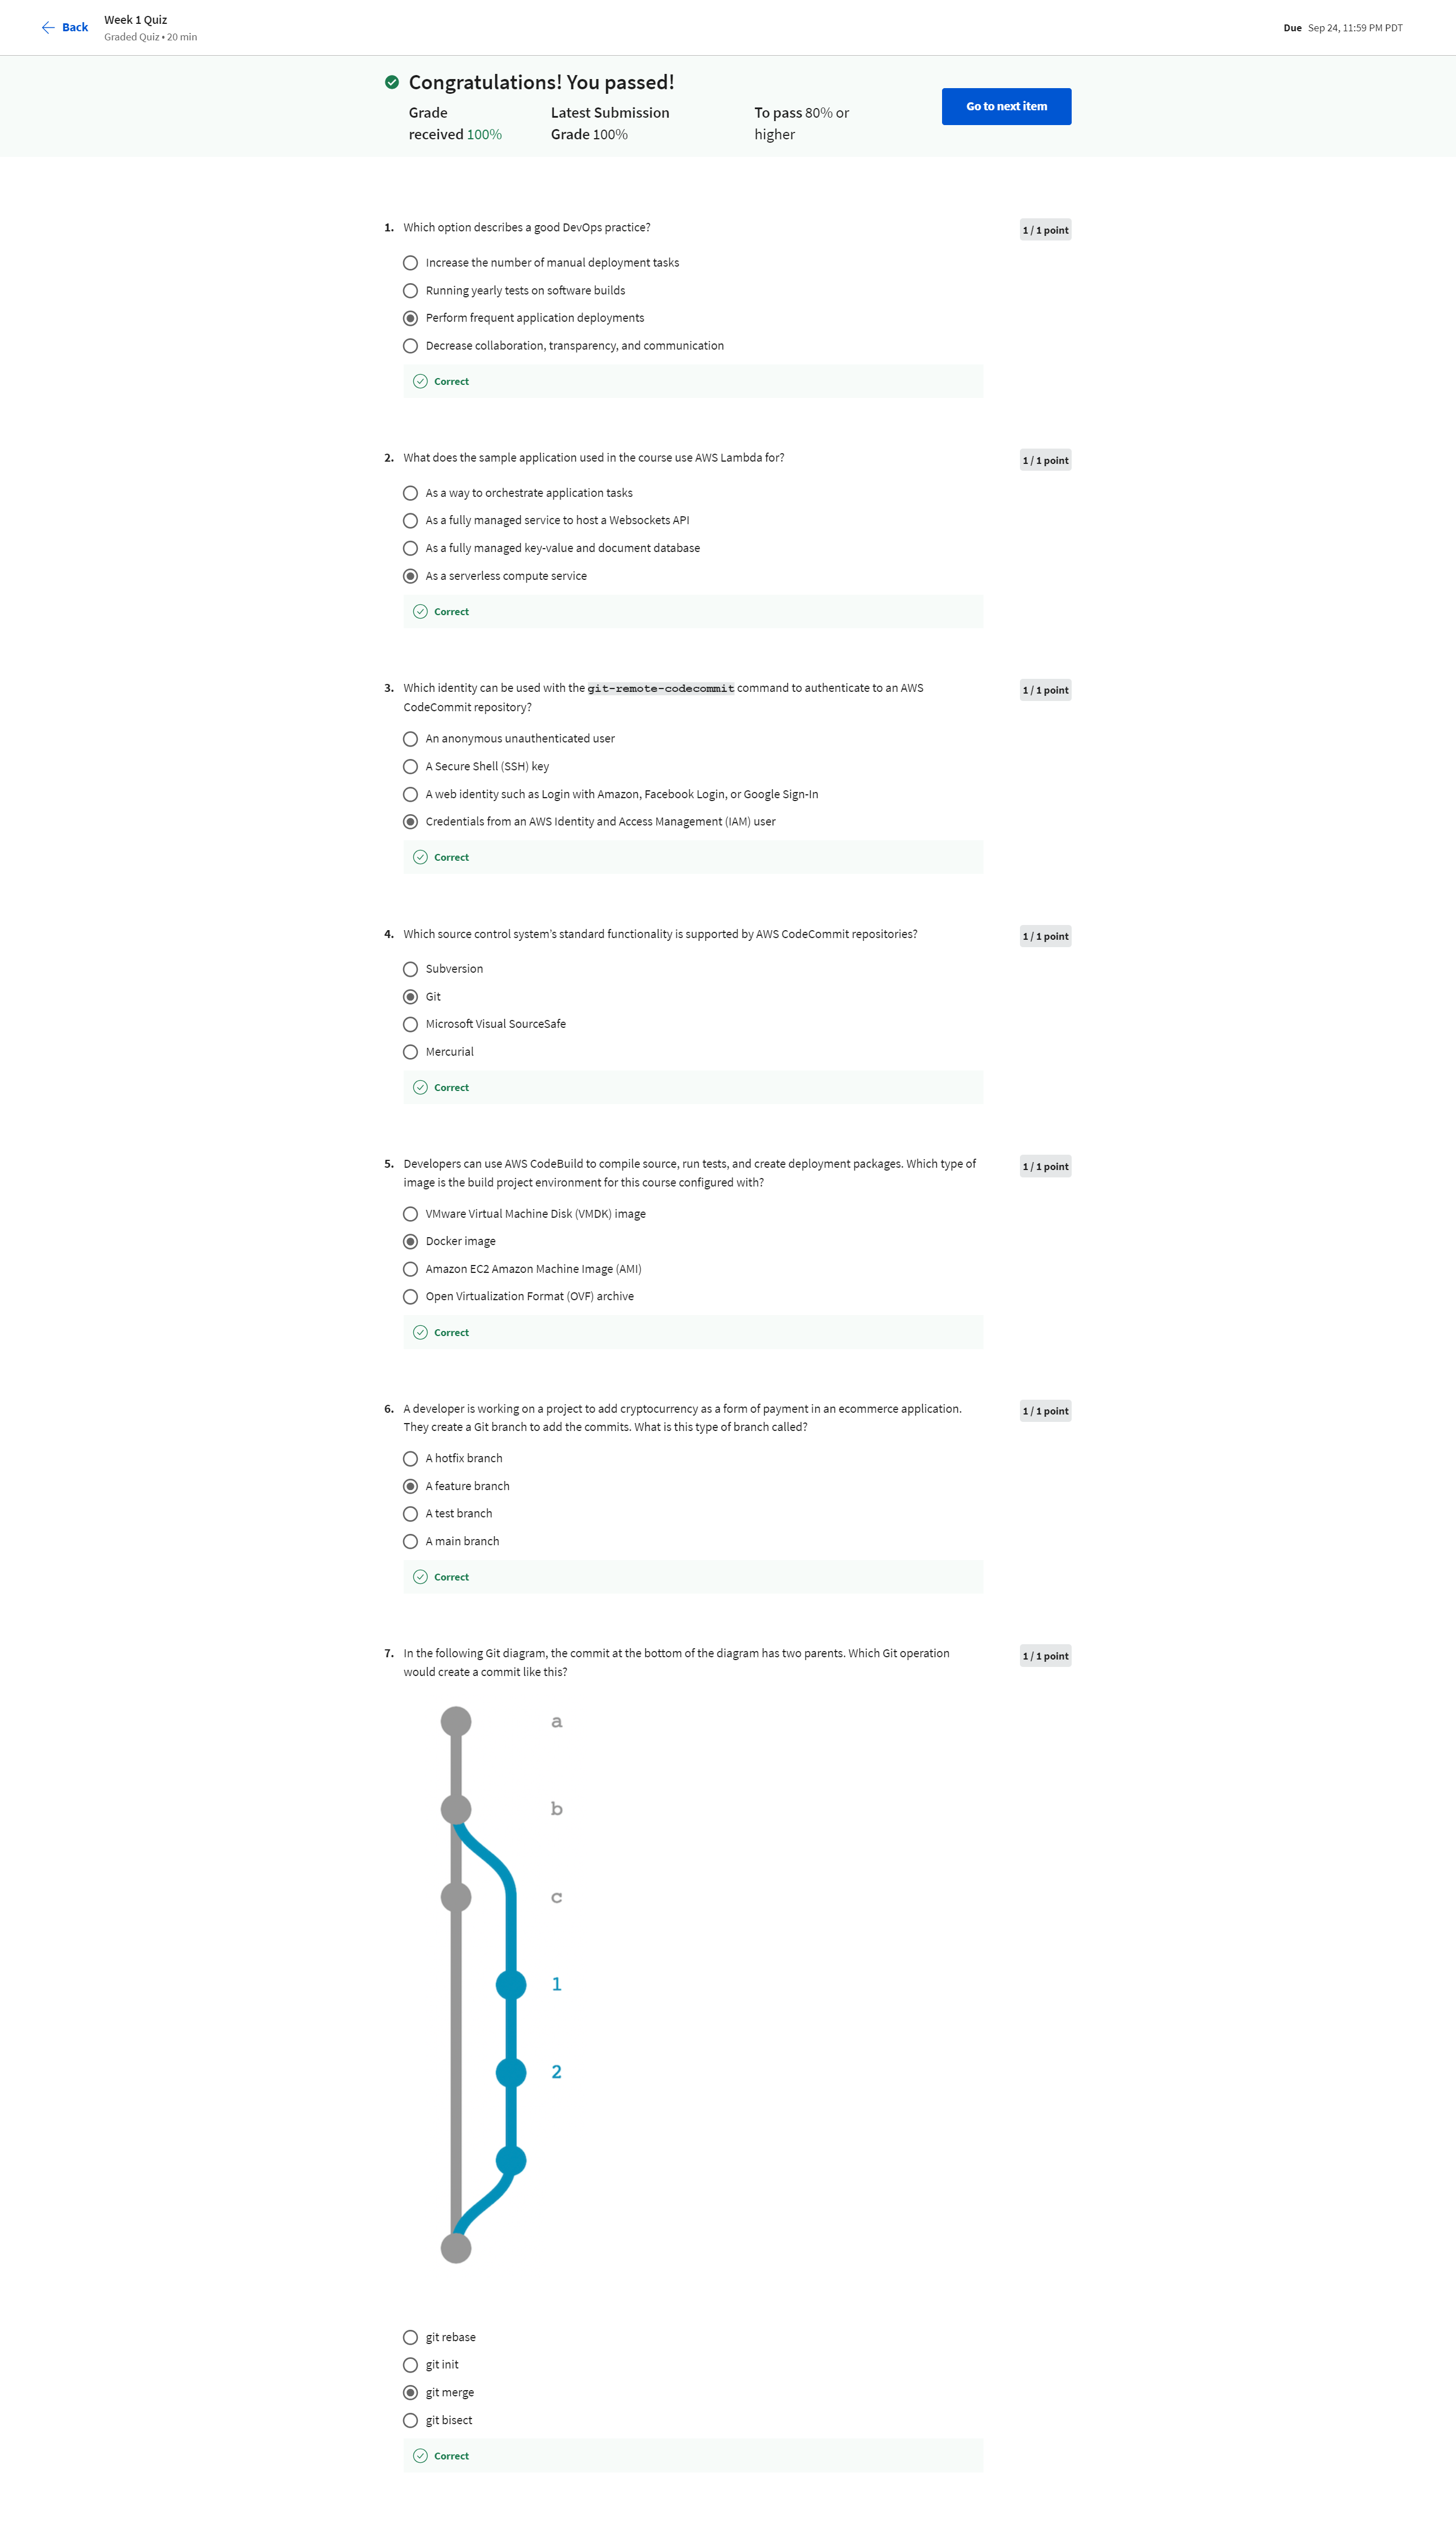 Back
Week 1 Quiz
Graded Quiz • 20 min
Due Sep 24, 11:59 PM PDT
Congratulations! You passed!
Grade
received 100%
Latest Submission
Grade 100%
To pass 80% or
higher
Go to next item
1. Which option describes a good DevOps practice?
1 / 1 point
Increase the number of manual deployment tasks
Running yearly tests on software builds
Perform frequent application deployments
Decrease collaboration, transparency, and communication
Correct
2. What does the sample application used in the course use AWS Lambda for?
1 / 1 point
As a way to orchestrate application tasks
As a fully managed service to host a Websockets API
As a fully managed key-value and document database
As a serverless compute service
Correct
3. Which identity can be used with the git-remote-codecommit command to authenticate to an AWS
CodeCommit repository?
1 / 1 point
An anonymous unauthenticated user
A Secure Shell (SSH) key
A web identity such as Login with Amazon, Facebook Login, or Google Sign-In
Credentials from an AWS Identity and Access Management (IAM) user
Correct
4. Which source control system’s standard functionality is supported by AWS CodeCommit repositories?
1 / 1 point
Subversion
Git
Microsoft Visual SourceSafe
Mercurial
Correct
5. Developers can use AWS CodeBuild to compile source, run tests, and create deployment packages. Which type of
image is the build project environment for this course configured with?
1 / 1 point
VMware Virtual Machine Disk (VMDK) image
Docker image
Amazon EC2 Amazon Machine Image (AMI)
Open Virtualization Format (OVF) archive
Correct
6. A developer is working on a project to add cryptocurrency as a form of payment in an ecommerce application.
They create a Git branch to add the commits. What is this type of branch called?
1 / 1 point
A hotfix branch
A feature branch
A test branch
A main branch
Correct
7. In the following Git diagram, the commit at the bottom of the diagram has two parents. Which Git operation
would create a commit like this?
1 / 1 point
a
b
c
1
2
git rebase
git init
git merge
git bisect
Correct